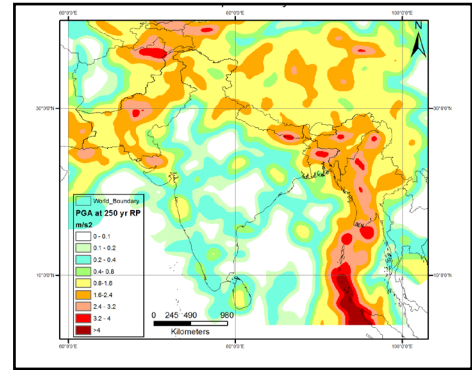 60°0'0"E
80°0'0"E
100°0'0"E
N
30°0'0"N
30°0'0"N
World_Boundary
PGA at 250 yr RP
m/s2
0 - 0.1
0.1 - 0.2
0.2 - 0.4
0.4- 0.8
0.8- 1.6
1.6-2.4
2.4 - 3.2
3.2 - 4
>4
10°0'0"N
10°0'0"N
0 245 490 980
Kilometers
60°0'0"E
80°0'0"E
100°0'0"E